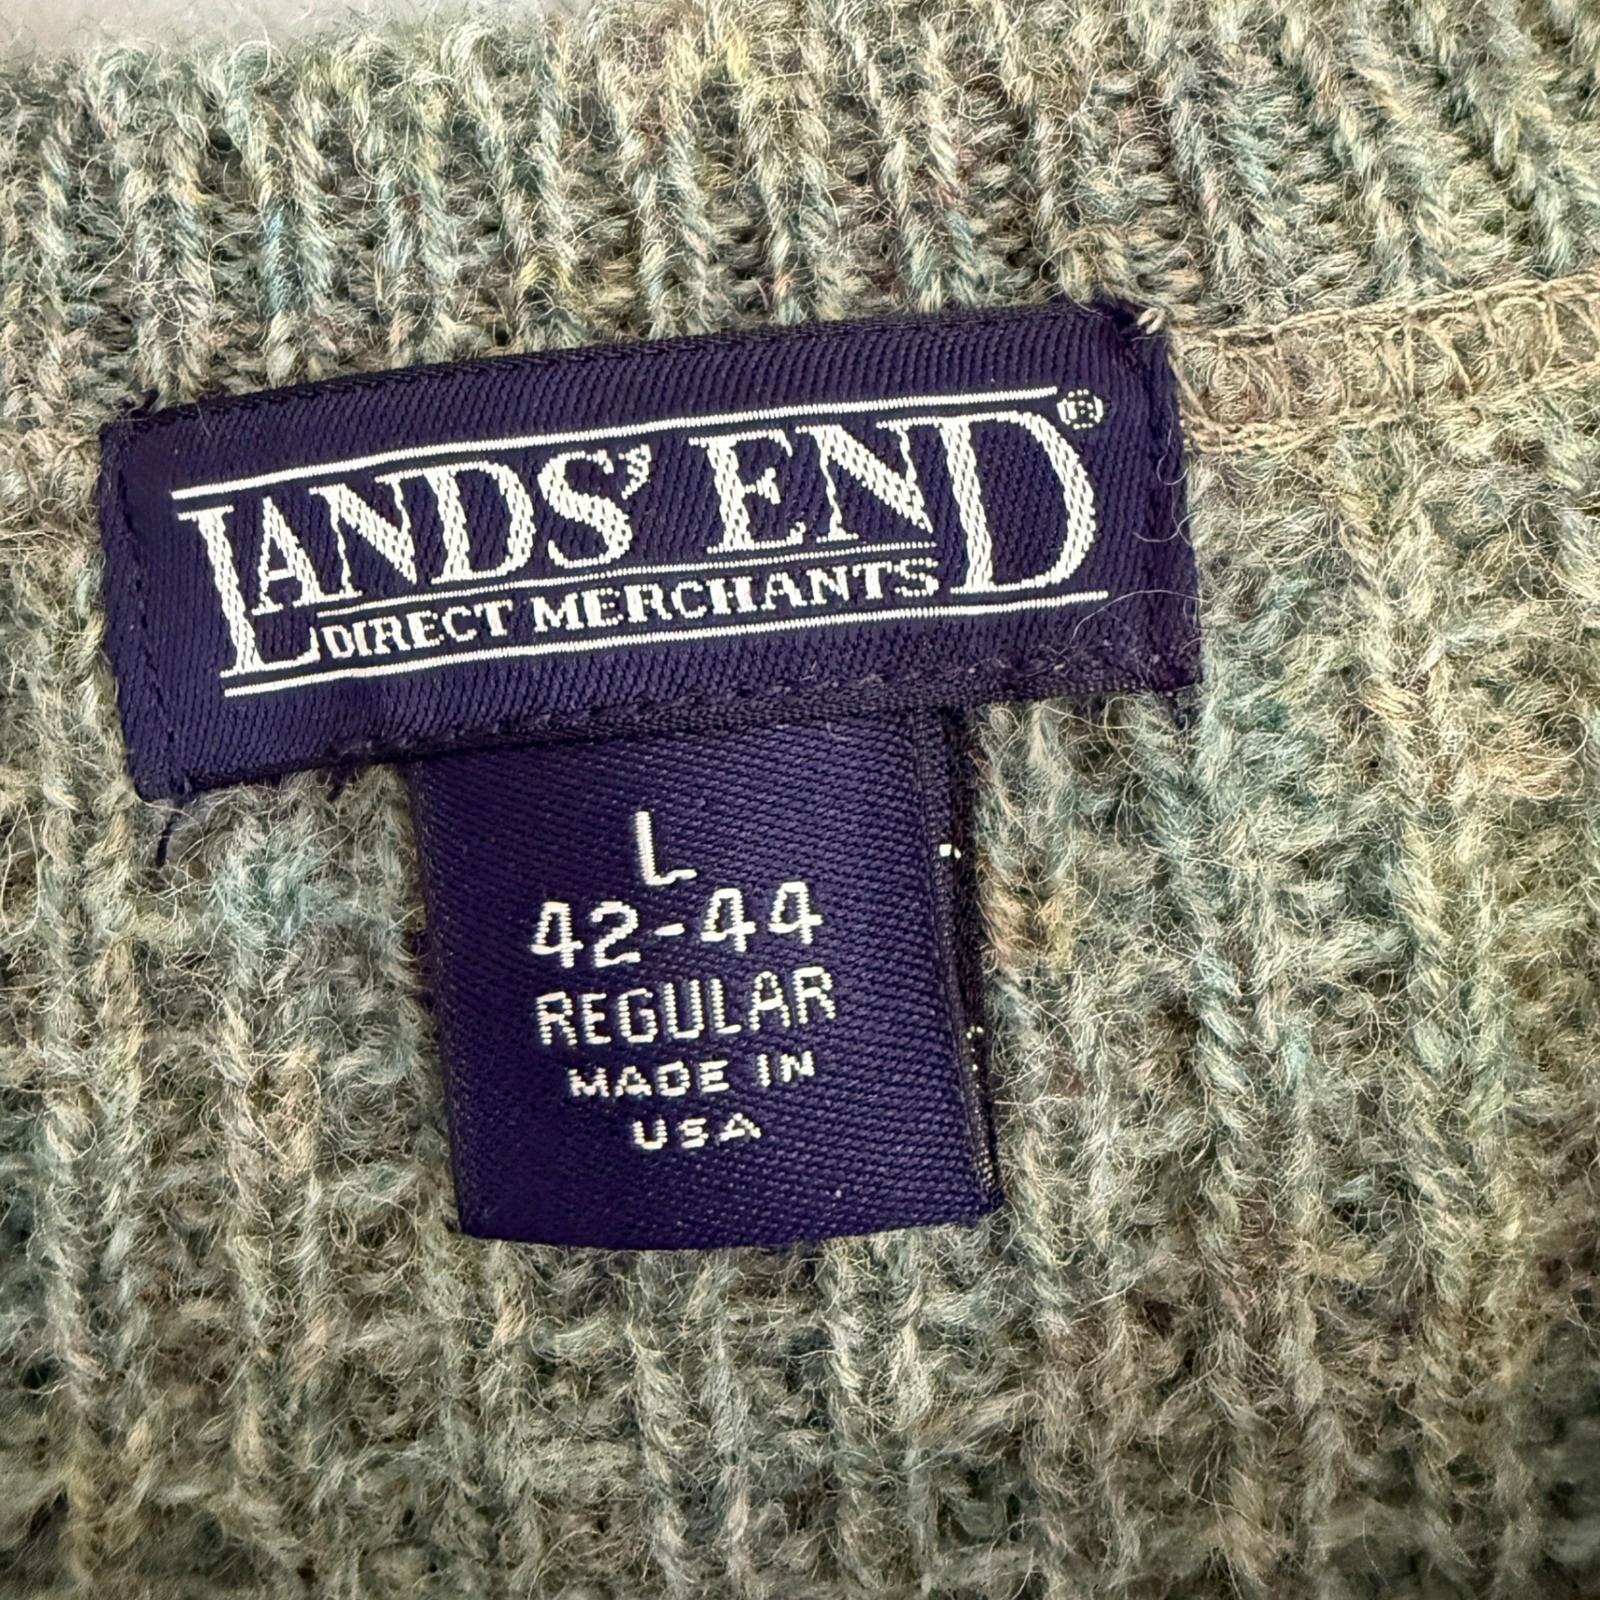 LANDS' END®
DIRECT MERCHANTS
L
42-44
REGULAR
MADE IN
USA